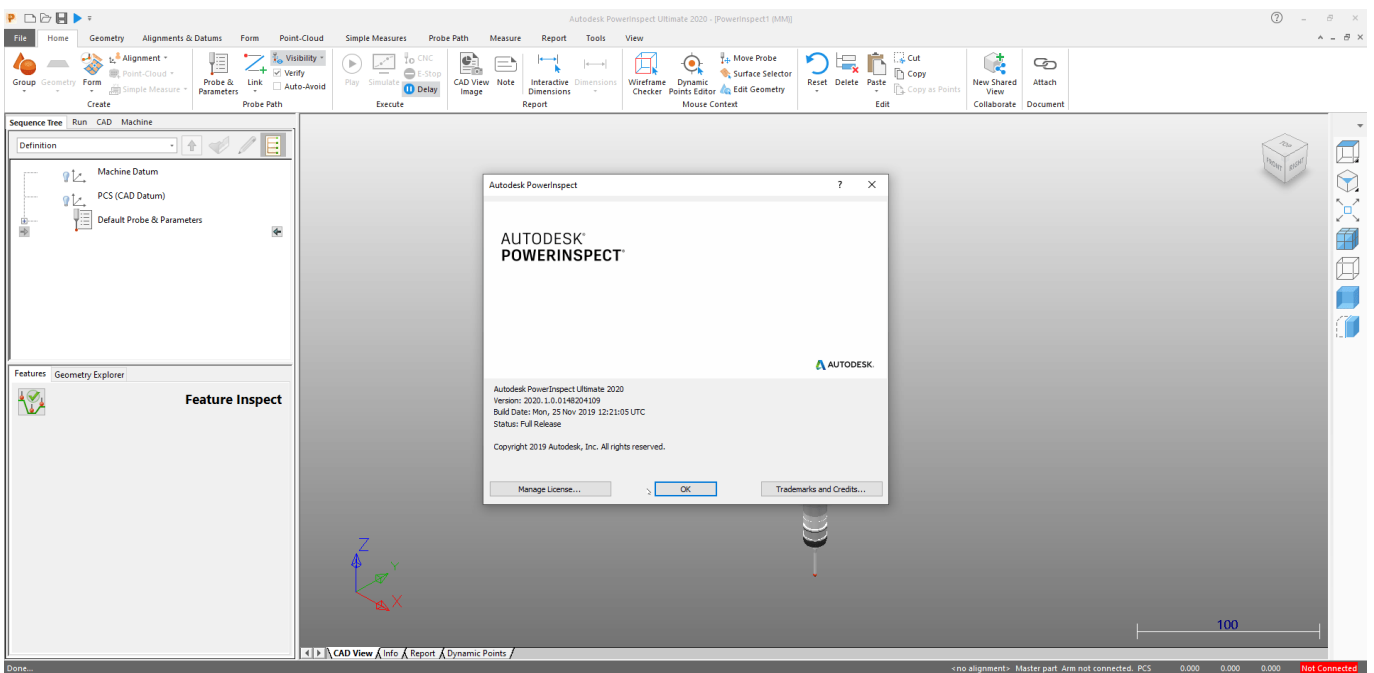 Autodesk PowerInspect Ultimate 2020 - [PowerInspect1 (MM)]
File Home Geometry Alignments & Datums Form Point-Cloud Simple Measures Probe Path Measure Report Tools View
Group Geometry Form Alignment Point-Cloud Simple Measure
Create
Probe & Parameters Link Visibility Verify Auto-Avoid
Probe Path
Play Simulate CNC E-Stop Delay
Execute
CAD View Image Note Interactive Dimensions Dimensions
Report
Wireframe Checker Dynamic Points Editor Move Probe Surface Selector Edit Geometry
Mouse Context
Reset Delete Paste Cut Copy Copy as Points
Edit
New Shared View
Collaborate
Attach
Document
Sequence Tree Run CAD Machine
Definition
Machine Datum
PCS (CAD Datum)
Default Probe & Parameters
Features Geometry Explorer
Feature Inspect
TOP
FRONT RIGHT
Autodesk PowerInspect ? ×
AUTODESK®
POWERINSPECT®
AUTODESK.
Autodesk PowerInspect Ultimate 2020
Version: 2020.1.0.0148204109
Build Date: Mon, 25 Nov 2019 12:21:05 UTC
Status: Full Release
Copyright 2019 Autodesk, Inc. All rights reserved.
Manage License... OK Trademarks and Credits...
Z
Y
X
100
CAD View Info Report Dynamic Points
Done... <no alignment> Master part Arm not connected. PCS 0.000 0.000 0.000 Not Connected